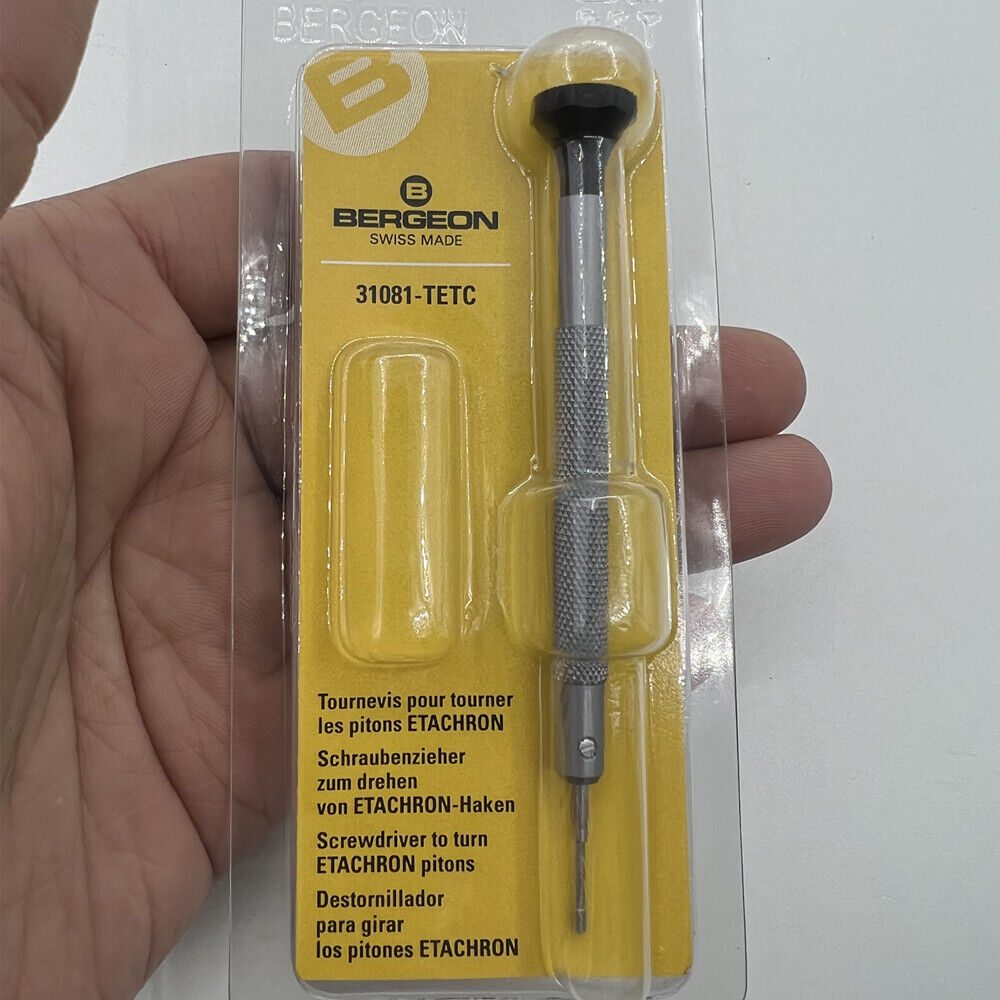 BERGEON
B
B
BERGEON
SWISS MADE
31081-TETC
Tournevis pour tourner
les pitons ETACHRON
Schraubenzieher
zum drehen
von ETACHRON-Haken
Screwdriver to turn
ETACHRON pitons
Destornillador
para girar
los pitones ETACHRON